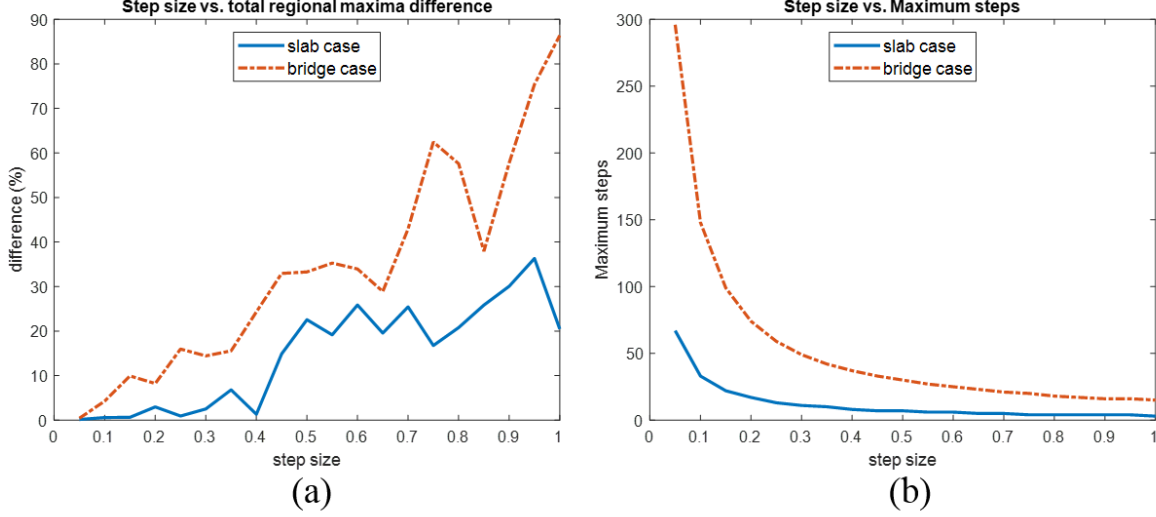 Step size vs. total regional maxima difference
slab case
bridge case
difference (%)
90
80
70
60
50
40
30
20
10
0
0 0.1 0.2 0.3 0.4 0.5 0.6 0.7 0.8 0.9 1
step size
(a)
Step size vs. Maximum steps
slab case
bridge case
Maximum steps
300
250
200
150
100
50
0
0 0.1 0.2 0.3 0.4 0.5 0.6 0.7 0.8 0.9 1
step size
(b)